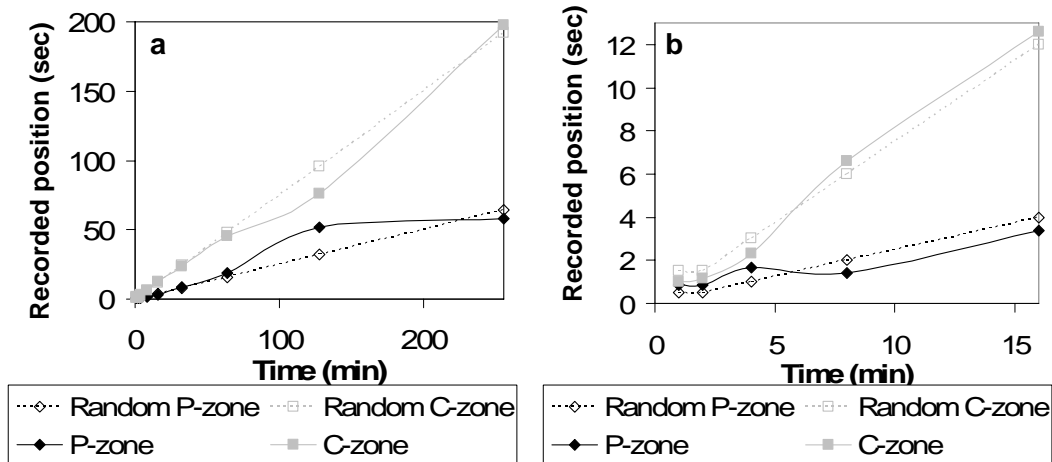 a
Recorded position (sec)
200
150
100
50
0
0 100 200
Time (min)
Random P-zone Random C-zone
P-zone C-zone
b
Recorded position (sec)
12
10
8
6
4
2
0
0 5 10 15
Time (min)
Random P-zone Random C-zone
P-zone C-zone